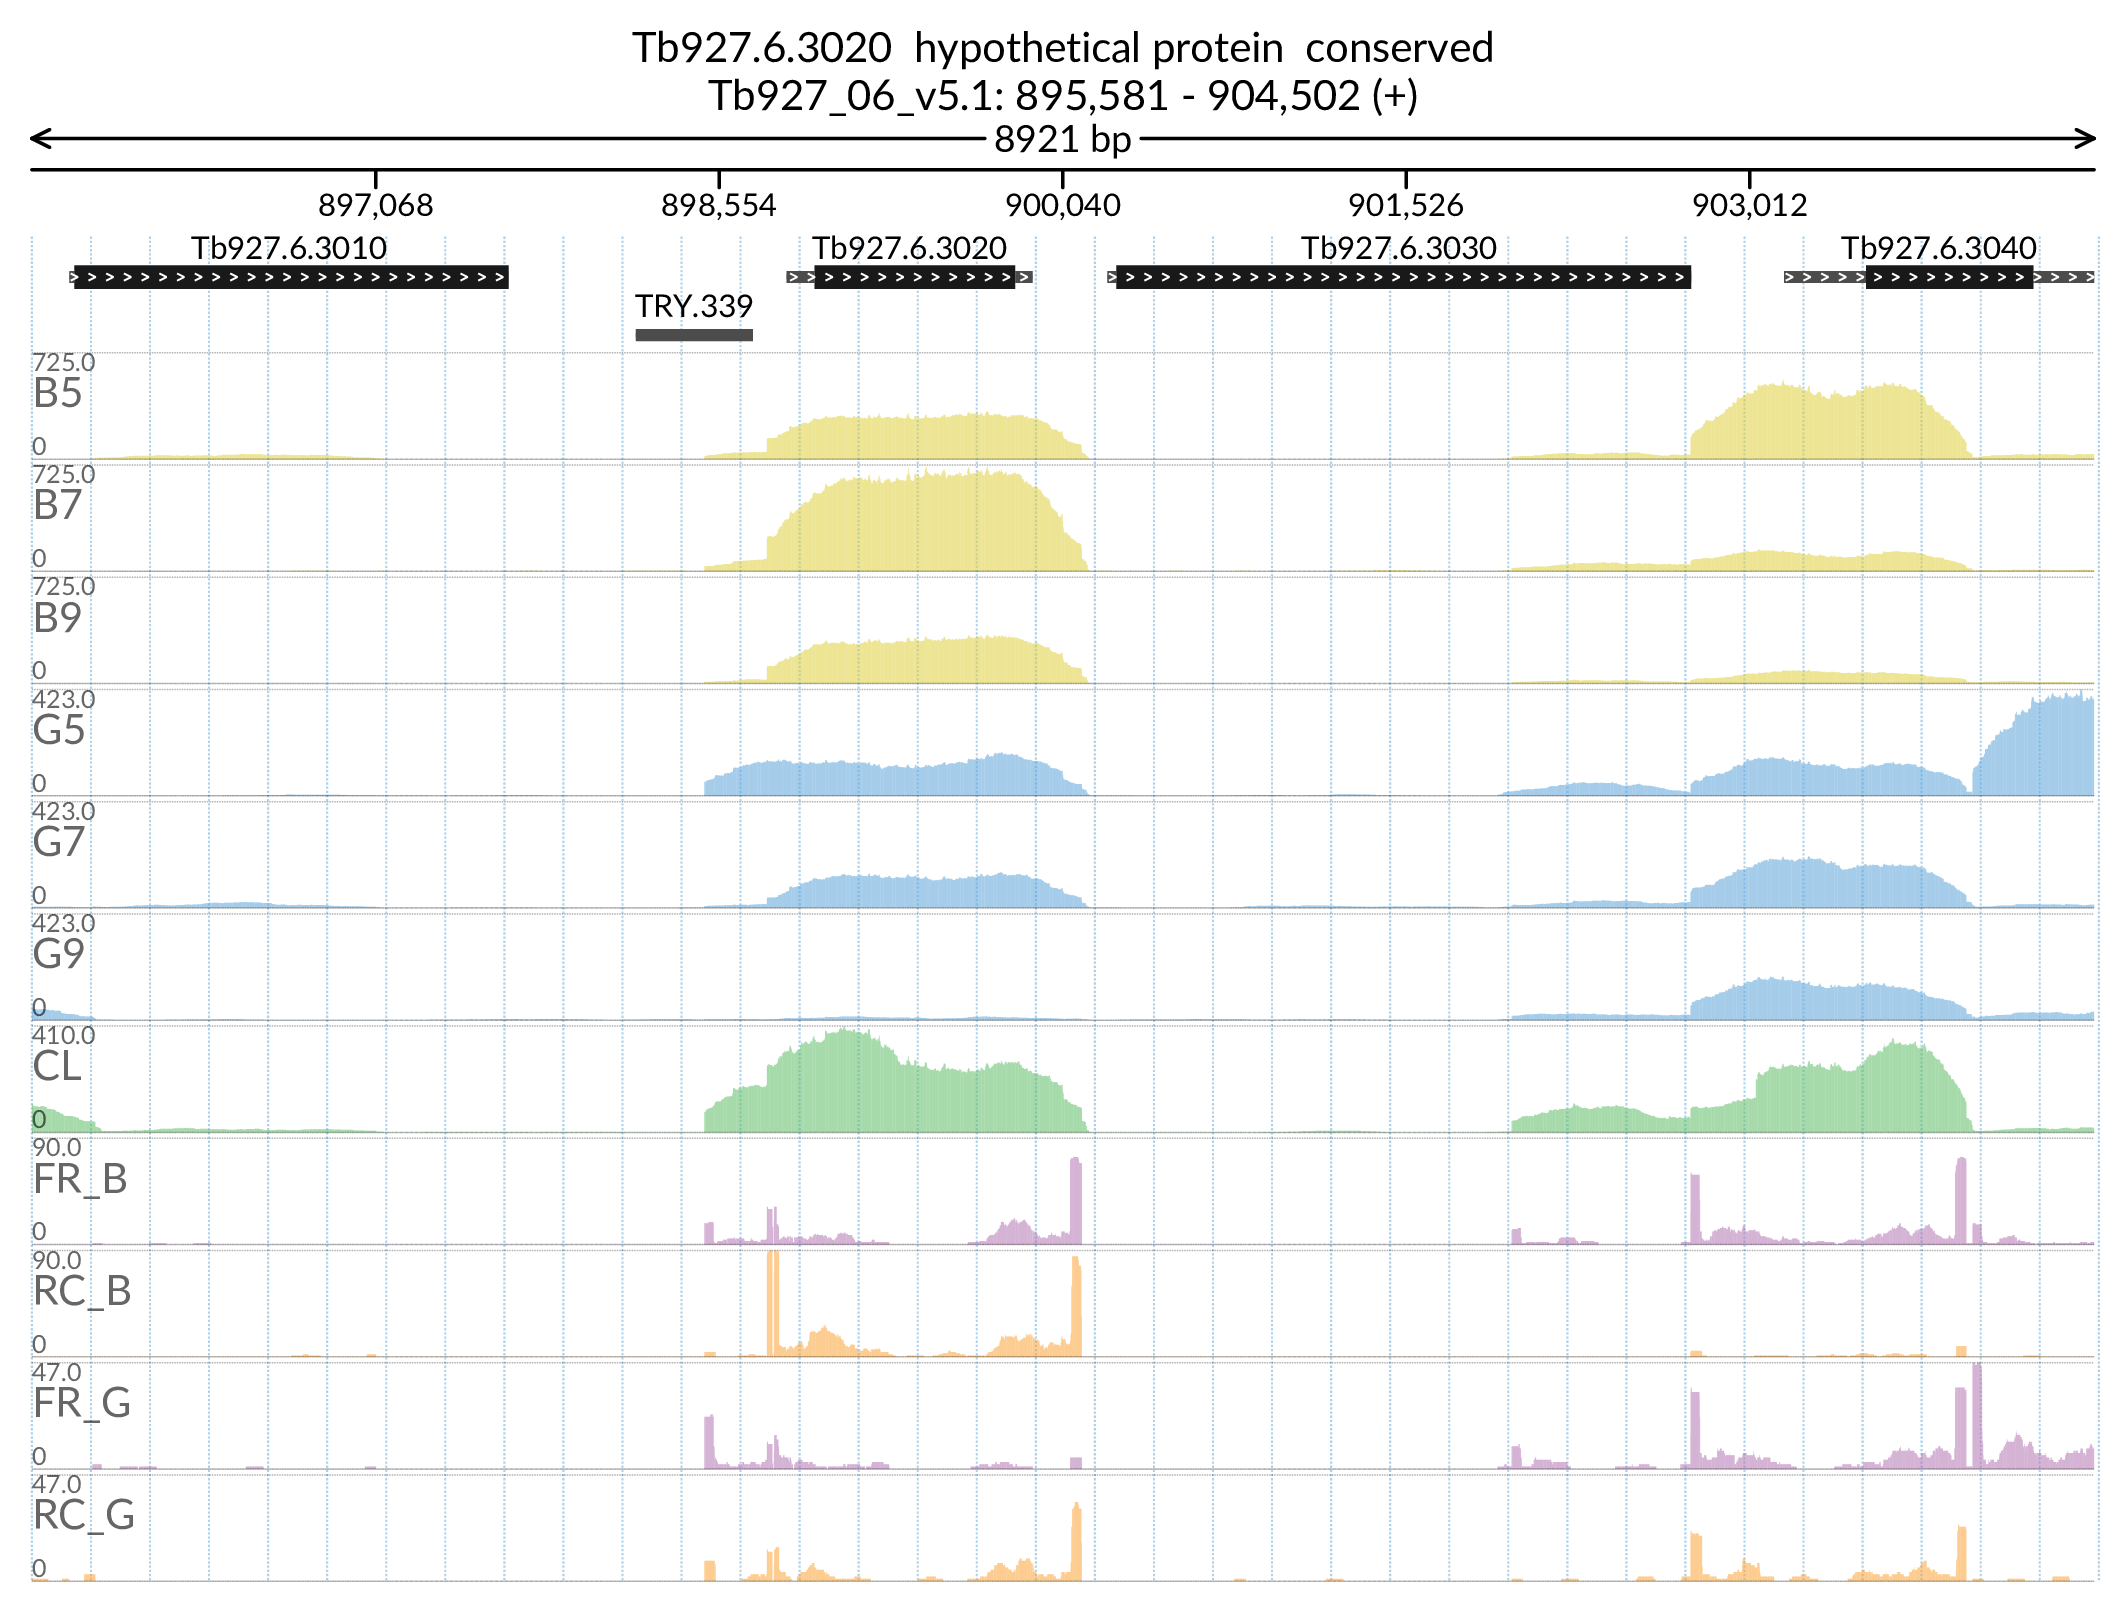 Tb927.6.3020  hypothetical protein  conserved
Tb927_06_v5.1: 895,581 - 904,502 (+)
8921 bp
897,068 898,554 900,040 901,526 903,012
Tb927.6.3010 Tb927.6.3020 Tb927.6.3030 Tb927.6.3040
TRY.339
725.0
B5
0
725.0
B7
0
725.0
B9
0
423.0
G5
0
423.0
G7
0
423.0
G9
0
410.0
CL
0
90.0
FR_B
0
90.0
RC_B
0
47.0
FR_G
0
47.0
RC_G
0